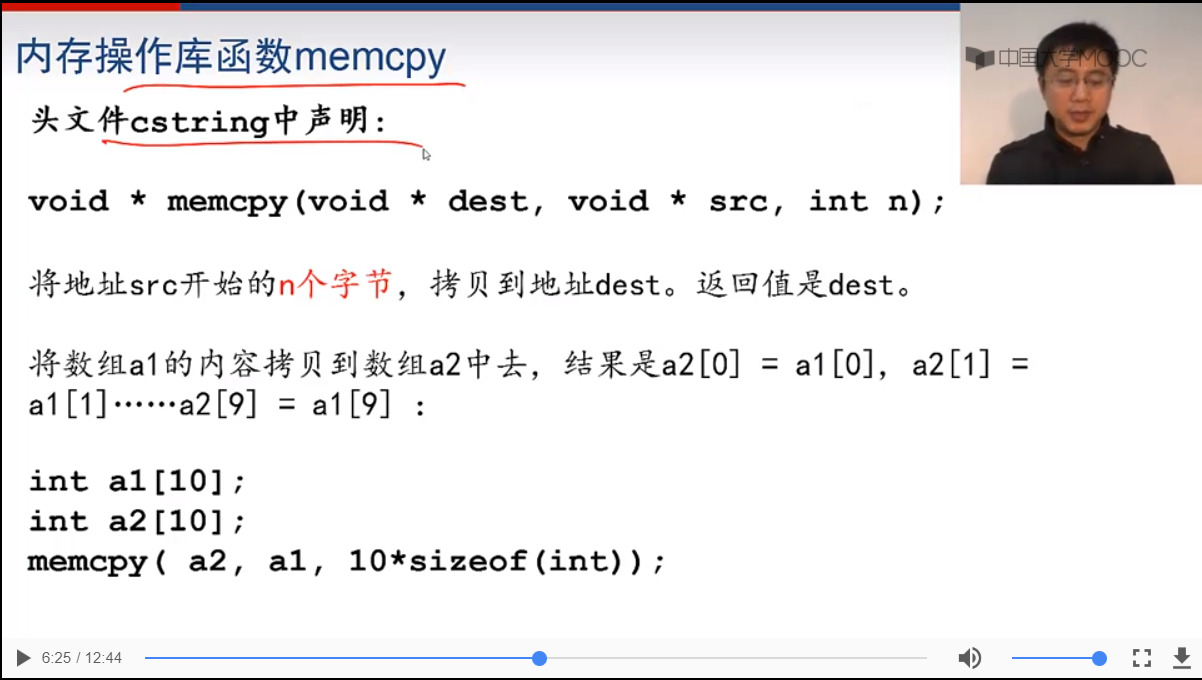 内存操作库函数memcpy
中国大学MOOC
头文件cstring中声明：
void * memcpy(void * dest, void * src, int n);
将地址src开始的n个字节，拷贝到地址dest。返回值是dest。
将数组a1的内容拷贝到数组a2中去，结果是a2[0] = a1[0], a2[1] =
a1[1]……a2[9] = a1[9] ：
int a1[10];
int a2[10];
memcpy( a2, a1, 10*sizeof(int));
6:25 / 12:44